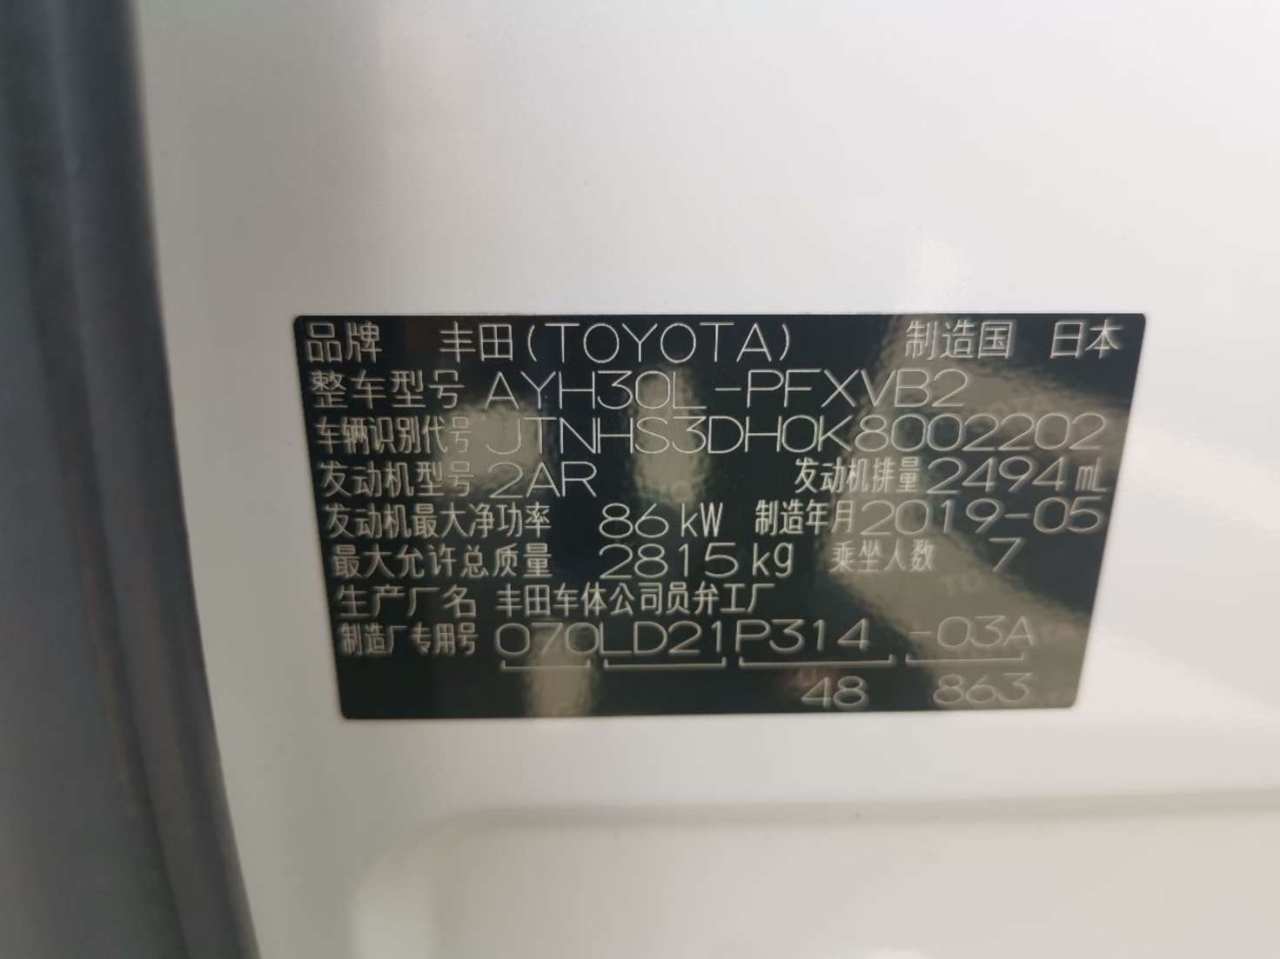 品牌 丰田(TOYOTA) 制造国 日本
整车型号 AYH30L-PFXVB2
车辆识别代号 JTNHS3DH0K8002202
发动机型号 2AR 发动机排量 2494mL
发动机最大净功率 86kW 制造年月 2019-05
最大允许总质量 2815kg 乘坐人数 7
生产厂名 丰田车体公司员弁工厂
制造厂专用号 070LD21P314 -03A
48 863